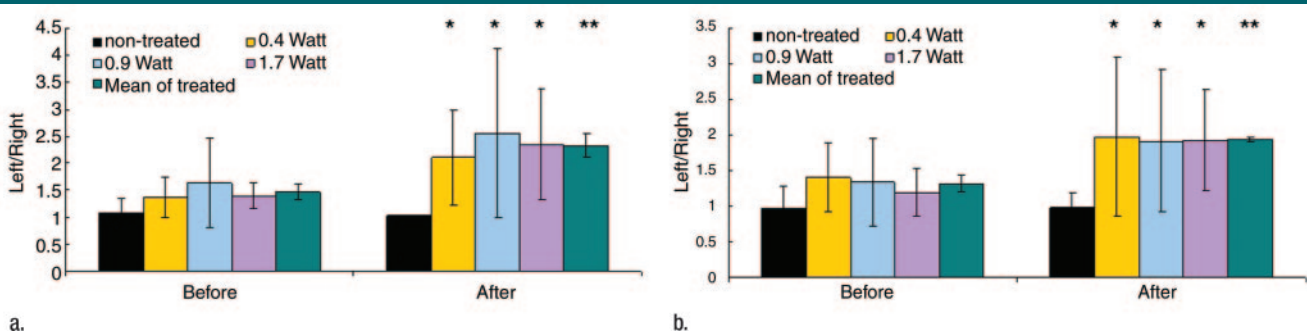 4.5
4
3.5
3
2.5
2
1.5
1
0.5
0
Left/Right
non-treated 0.4 Watt
0.9 Watt 1.7 Watt
Mean of treated
* * * **
Before After
a.
3.5
3
2.5
2
1.5
1
0.5
0
Left/Right
non-treated 0.4 Watt
0.9 Watt 1.7 Watt
Mean of treated
* * * **
Before After
b.